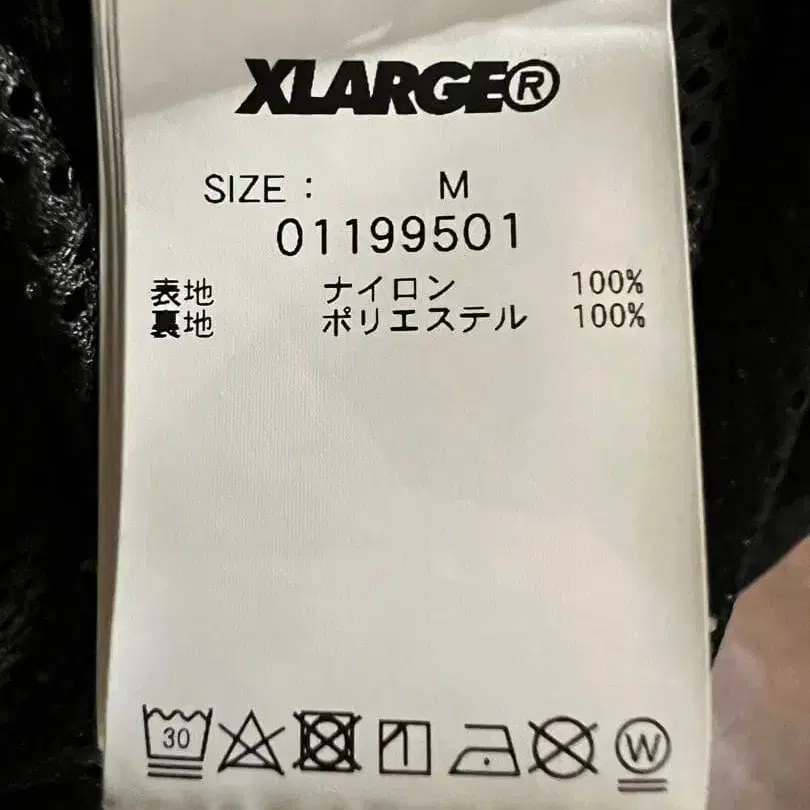 XLARGE®
SIZE : M
01199501
表地 ナイロン 100%
裏地 ポリエステル 100%
30
W